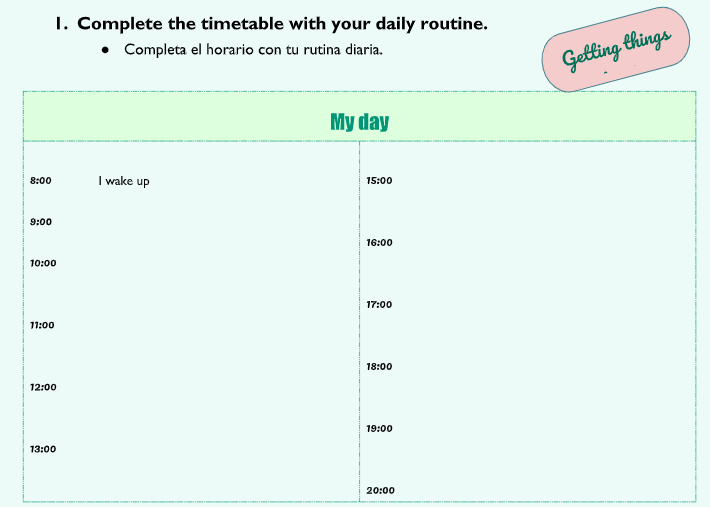 1. Complete the timetable with your daily routine.
● Completa el horario con tu rutina diaria.
Getting things
My day
8:00 I wake up
9:00
10:00
11:00
12:00
13:00
15:00
16:00
17:00
18:00
19:00
20:00